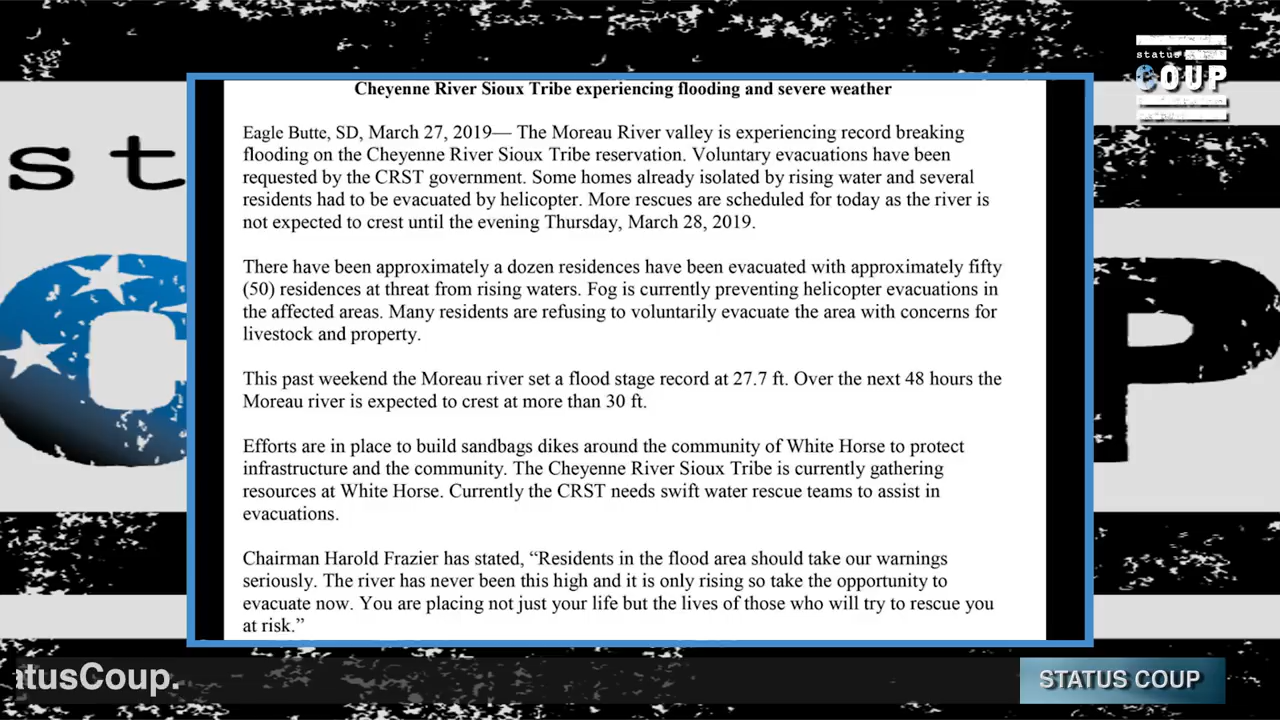 status
COUP
Cheyenne River Sioux Tribe experiencing flooding and severe weather
Eagle Butte, SD, March 27, 2019— The Moreau River valley is experiencing record breaking
flooding on the Cheyenne River Sioux Tribe reservation. Voluntary evacuations have been
requested by the CRST government. Some homes already isolated by rising water and several
residents had to be evacuated by helicopter. More rescues are scheduled for today as the river is
not expected to crest until the evening Thursday, March 28, 2019.
There have been approximately a dozen residences have been evacuated with approximately fifty
(50) residences at threat from rising waters. Fog is currently preventing helicopter evacuations in
the affected areas. Many residents are refusing to voluntarily evacuate the area with concerns for
livestock and property.
This past weekend the Moreau river set a flood stage record at 27.7 ft. Over the next 48 hours the
Moreau river is expected to crest at more than 30 ft.
Efforts are in place to build sandbags dikes around the community of White Horse to protect
infrastructure and the community. The Cheyenne River Sioux Tribe is currently gathering
resources at White Horse. Currently the CRST needs swift water rescue teams to assist in
evacuations.
Chairman Harold Frazier has stated, “Residents in the flood area should take our warnings
seriously. The river has never been this high and it is only rising so take the opportunity to
evacuate now. You are placing not just your life but the lives of those who will try to rescue you
at risk.”
st
C
P
atusCoup.
STATUS COUP